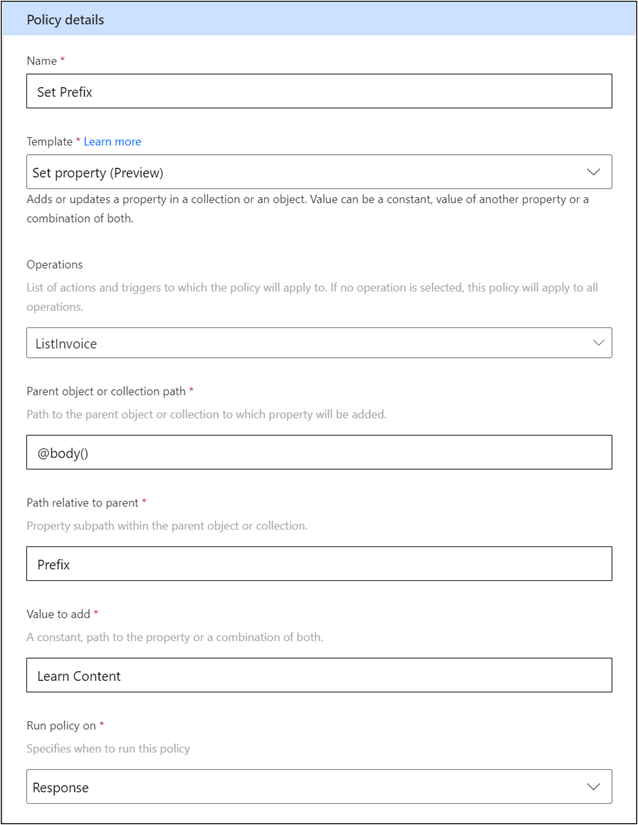 Policy details
Name *
Set Prefix
Template * Learn more
Set property (Preview)
Adds or updates a property in a collection or an object. Value can be a constant, value of another property or a
combination of both.
Operations
List of actions and triggers to which the policy will apply to. If no operation is selected, this policy will apply to all
operations.
ListInvoice
Parent object or collection path *
Path to the parent object or collection to which property will be added.
@body()
Path relative to parent *
Property subpath within the parent object or collection.
Prefix
Value to add *
A constant, path to the property or a combination of both.
Learn Content
Run policy on *
Specifies when to run this policy
Response